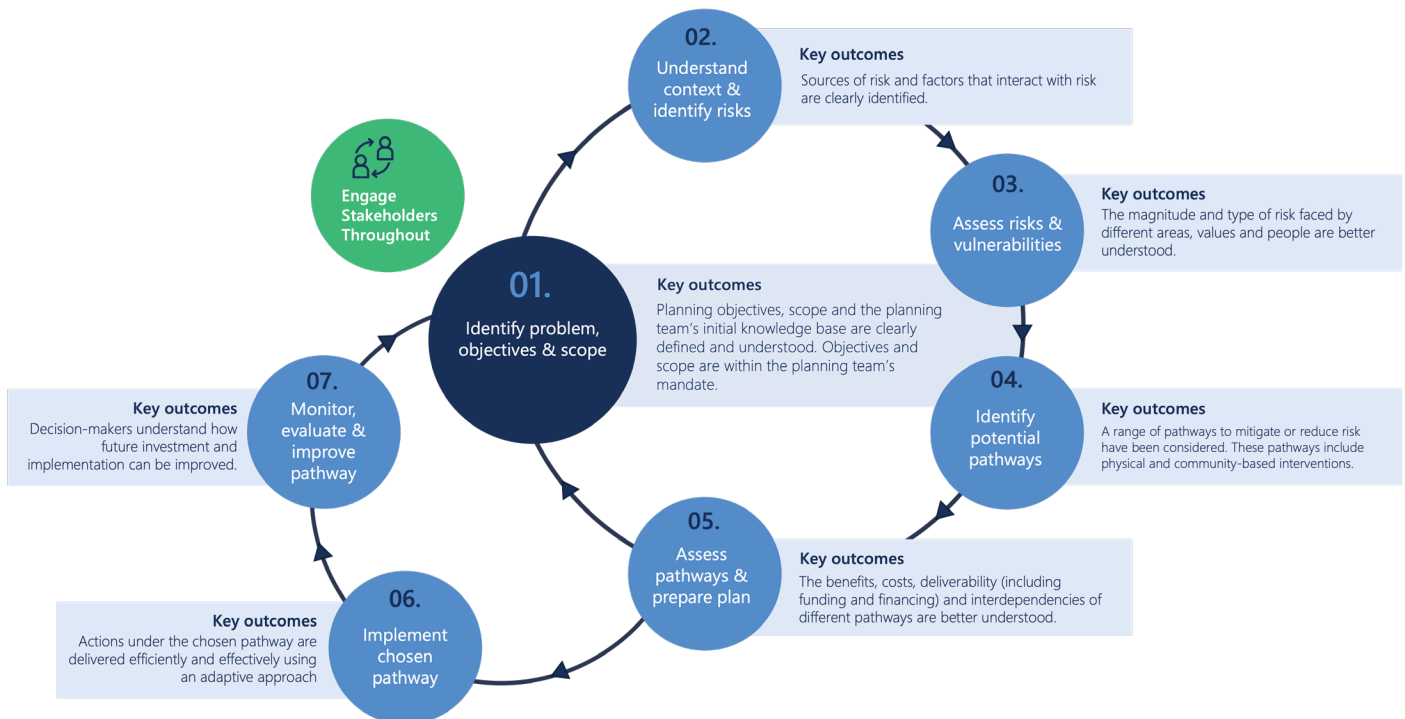 02.
Understand
context &
identify risks
Key outcomes
Sources of risk and factors that interact with risk
are clearly identified.
Engage
Stakeholders
Throughout
03.
Assess risks &
vulnerabilities
Key outcomes
The magnitude and type of risk faced by
different areas, values and people are better
understood.
01.
Identify problem,
objectives & scope
Key outcomes
Planning objectives, scope and the planning
team’s initial knowledge base are clearly
defined and understood. Objectives and
scope are within the planning team’s
mandate.
04.
Identify
potential
pathways
Key outcomes
A range of pathways to mitigate or reduce risk
have been considered. These pathways include
physical and community-based interventions.
07.
Monitor,
evaluate &
improve
pathway
Key outcomes
Decision-makers understand how
future investment and
implementation can be improved.
05.
Assess
pathways &
prepare plan
Key outcomes
The benefits, costs, deliverability (including
funding and financing) and interdependencies of
different pathways are better understood.
06.
Implement
chosen
pathway
Key outcomes
Actions under the chosen pathway are
delivered efficiently and effectively using
an adaptive approach